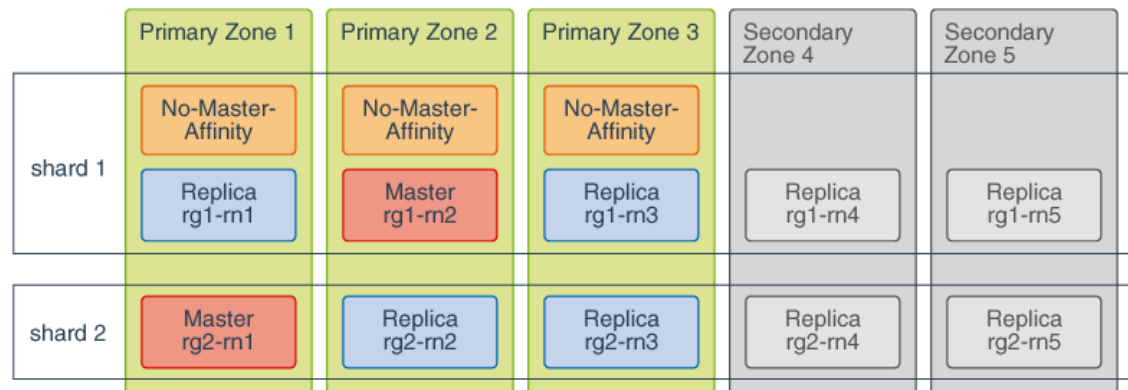 Primary Zone 1
Primary Zone 2
Primary Zone 3
Secondary
Zone 4
Secondary
Zone 5
shard 1
No-Master-
Affinity
No-Master-
Affinity
No-Master-
Affinity
Replica
rg1-rn1
Master
rg1-rn2
Replica
rg1-rn3
Replica
rg1-rn4
Replica
rg1-rn5
shard 2
Master
rg2-rn1
Replica
rg2-rn2
Replica
rg2-rn3
Replica
rg2-rn4
Replica
rg2-rn5